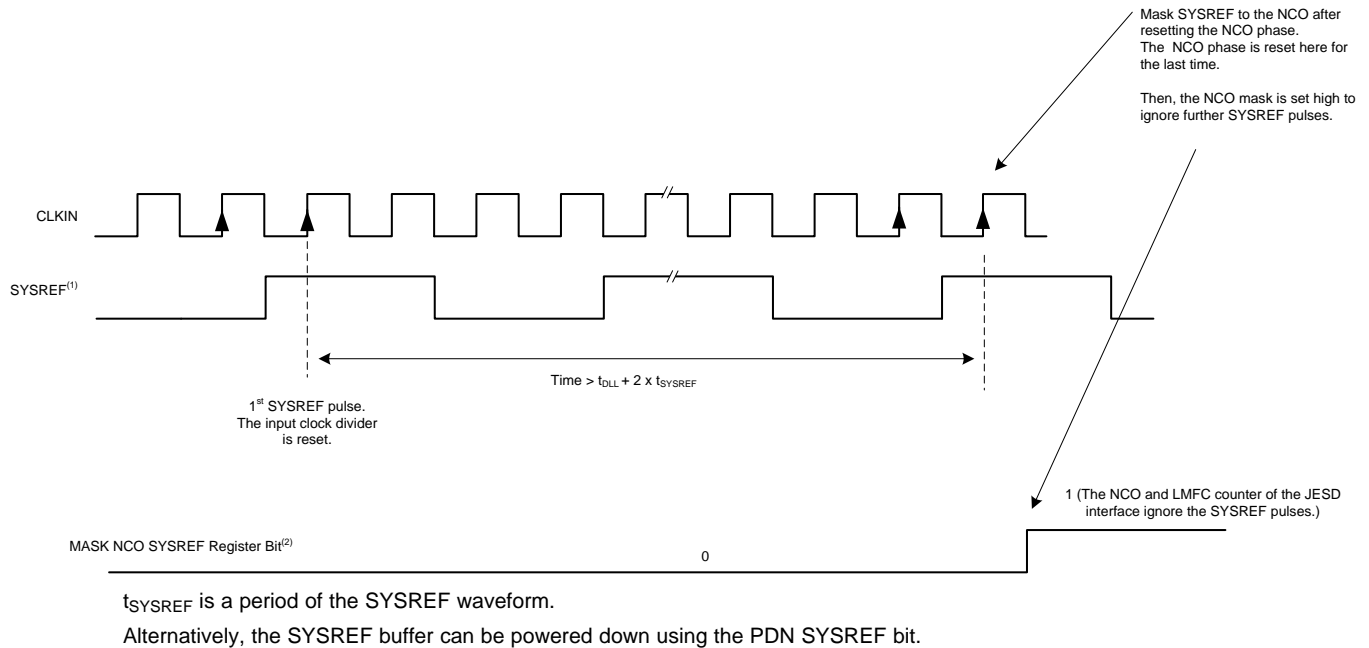 Mask SYSREF to the NCO after
resetting the NCO phase.
The NCO phase is reset here for
the last time.
Then, the NCO mask is set high to
ignore further SYSREF pulses.
CLKIN
SYSREF(1)
Time > tDLL + 2 x tSYSREF
1st SYSREF pulse.
The input clock divider
is reset.
1 (The NCO and LMFC counter of the JESD
interface ignore the SYSREF pulses.)
MASK NCO SYSREF Register Bit(2)
0
tSYSREF is a period of the SYSREF waveform.
Alternatively, the SYSREF buffer can be powered down using the PDN SYSREF bit.